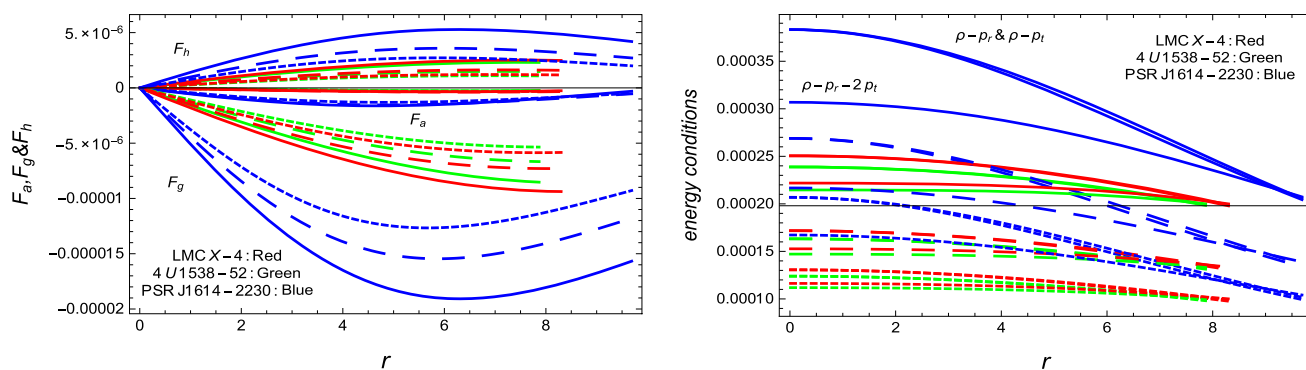 5.×10⁻⁶
0
-5.×10⁻⁶
-0.00001
-0.000015
-0.00002
F_a, F_g &F_h
F_h
F_a
F_g
LMC X-4: Red
4 U1538-52: Green
PSR J1614-2230: Blue
0 2 4 6 8
r
0.00035
0.00030
0.00025
0.00020
0.00015
0.00010
energy conditions
ρ-p_r & ρ-p_t
ρ-p_r-2 p_t
LMC X-4: Red
4 U1538-52: Green
PSR J1614-2230: Blue
0 2 4 6 8
r